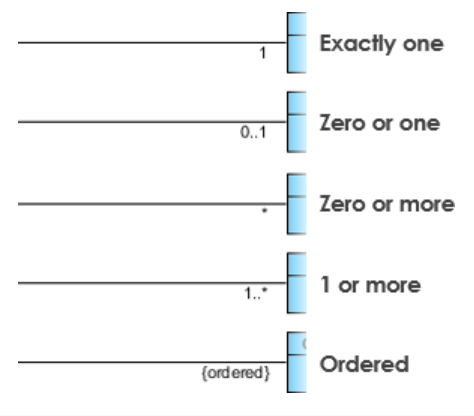 Exactly one
1
Zero or one
0..1
Zero or more
*
1 or more
1..*
Ordered
{ordered}